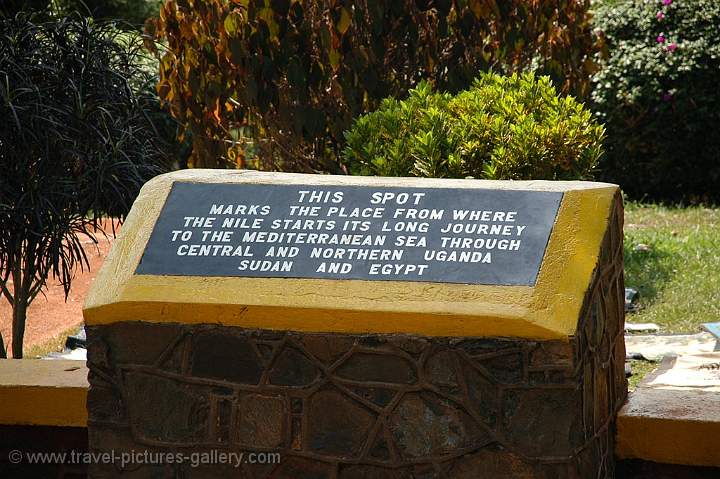 THIS SPOT
MARKS THE PLACE FROM WHERE
THE NILE STARTS ITS LONG JOURNEY
TO THE MEDITERRANEAN SEA THROUGH
CENTRAL AND NORTHERN UGANDA
SUDAN AND EGYPT
www.travel-pictures-gallery.com